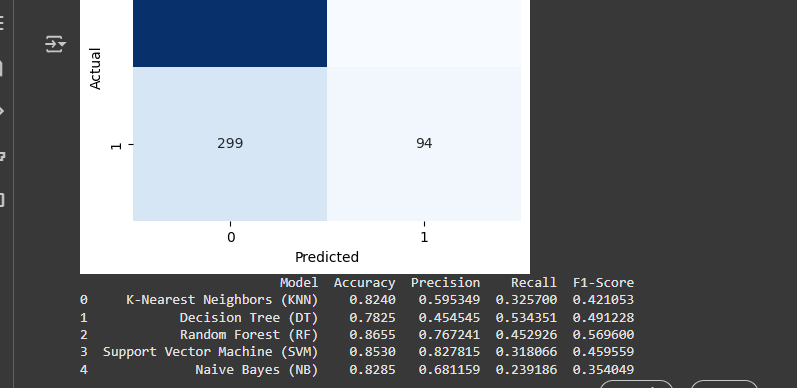 Actual
1
299 94
0 1
Predicted
Model Accuracy Precision Recall F1-Score
0 K-Nearest Neighbors (KNN) 0.8240 0.595349 0.325700 0.421053
1 Decision Tree (DT) 0.7825 0.454545 0.534351 0.491228
2 Random Forest (RF) 0.8655 0.767241 0.452926 0.569600
3 Support Vector Machine (SVM) 0.8530 0.827815 0.318066 0.459559
4 Naive Bayes (NB) 0.8285 0.681159 0.239186 0.354049